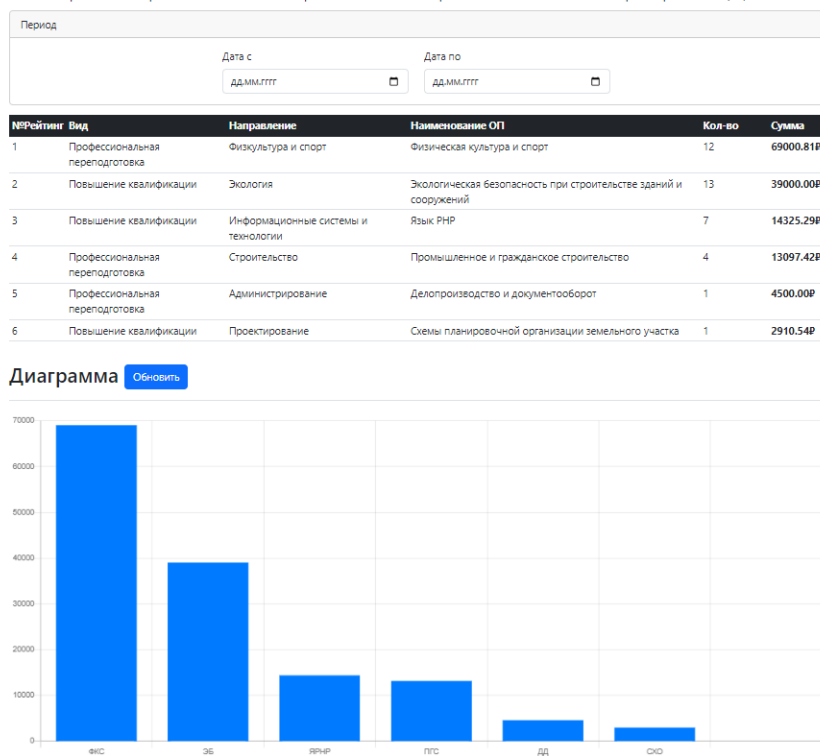 Период
Дата с Дата по
дд.мм.гггг дд.мм.гггг
№Рейтинг Вид Направление Наименование ОП Кол-во Сумма
1 Профессиональная Физкультура и спорт Физическая культура и спорт 12 69000.81₽
переподготовка
2 Повышение квалификации Экология Экологическая безопасность при строительстве зданий и 13 39000.00₽
сооружений
3 Повышение квалификации Информационные системы и Язык PHP 7 14325.29₽
технологии
4 Профессиональная Строительство Промышленное и гражданское строительство 4 13097.42₽
переподготовка
5 Профессиональная Администрирование Делопроизводство и документооборот 1 4500.00₽
переподготовка
6 Повышение квалификации Проектирование Схемы планировочной организации земельного участка 1 2910.54₽
Диаграмма Обновить
70000
60000
50000
40000
30000
20000
10000
0
ФКС ЭБ ЯPHP ПГС ДД СХО